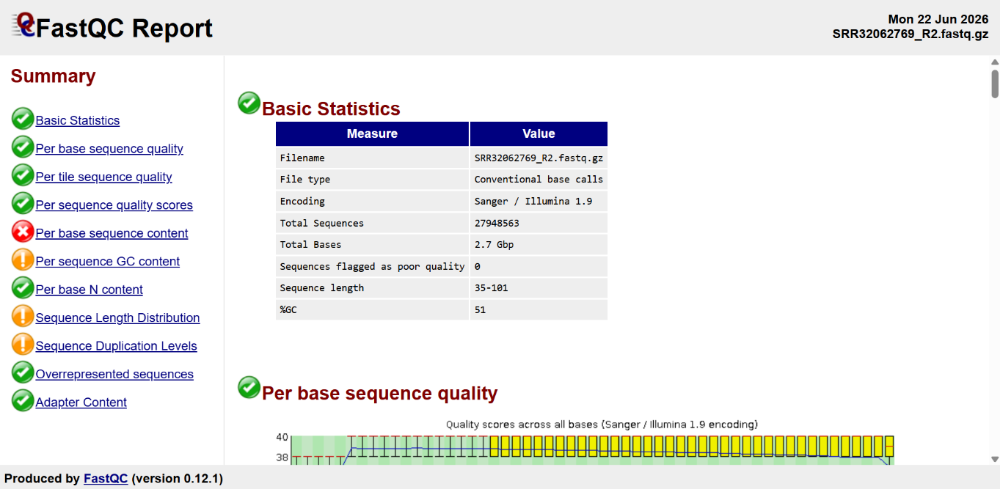 FastQC Report
Mon 22 Jun 2026
SRR32062769_R2.fastq.gz
Summary
Basic Statistics
Per base sequence quality
Per tile sequence quality
Per sequence quality scores
Per base sequence content
Per sequence GC content
Per base N content
Sequence Length Distribution
Sequence Duplication Levels
Overrepresented sequences
Adapter Content
Basic Statistics
Measure Value
Filename SRR32062769_R2.fastq.gz
File type Conventional base calls
Encoding Sanger / Illumina 1.9
Total Sequences 27948563
Total Bases 2.7 Gbp
Sequences flagged as poor quality 0
Sequence length 35-101
%GC 51
Per base sequence quality
Quality scores across all bases (Sanger / Illumina 1.9 encoding)
40
38
Produced by FastQC (version 0.12.1)